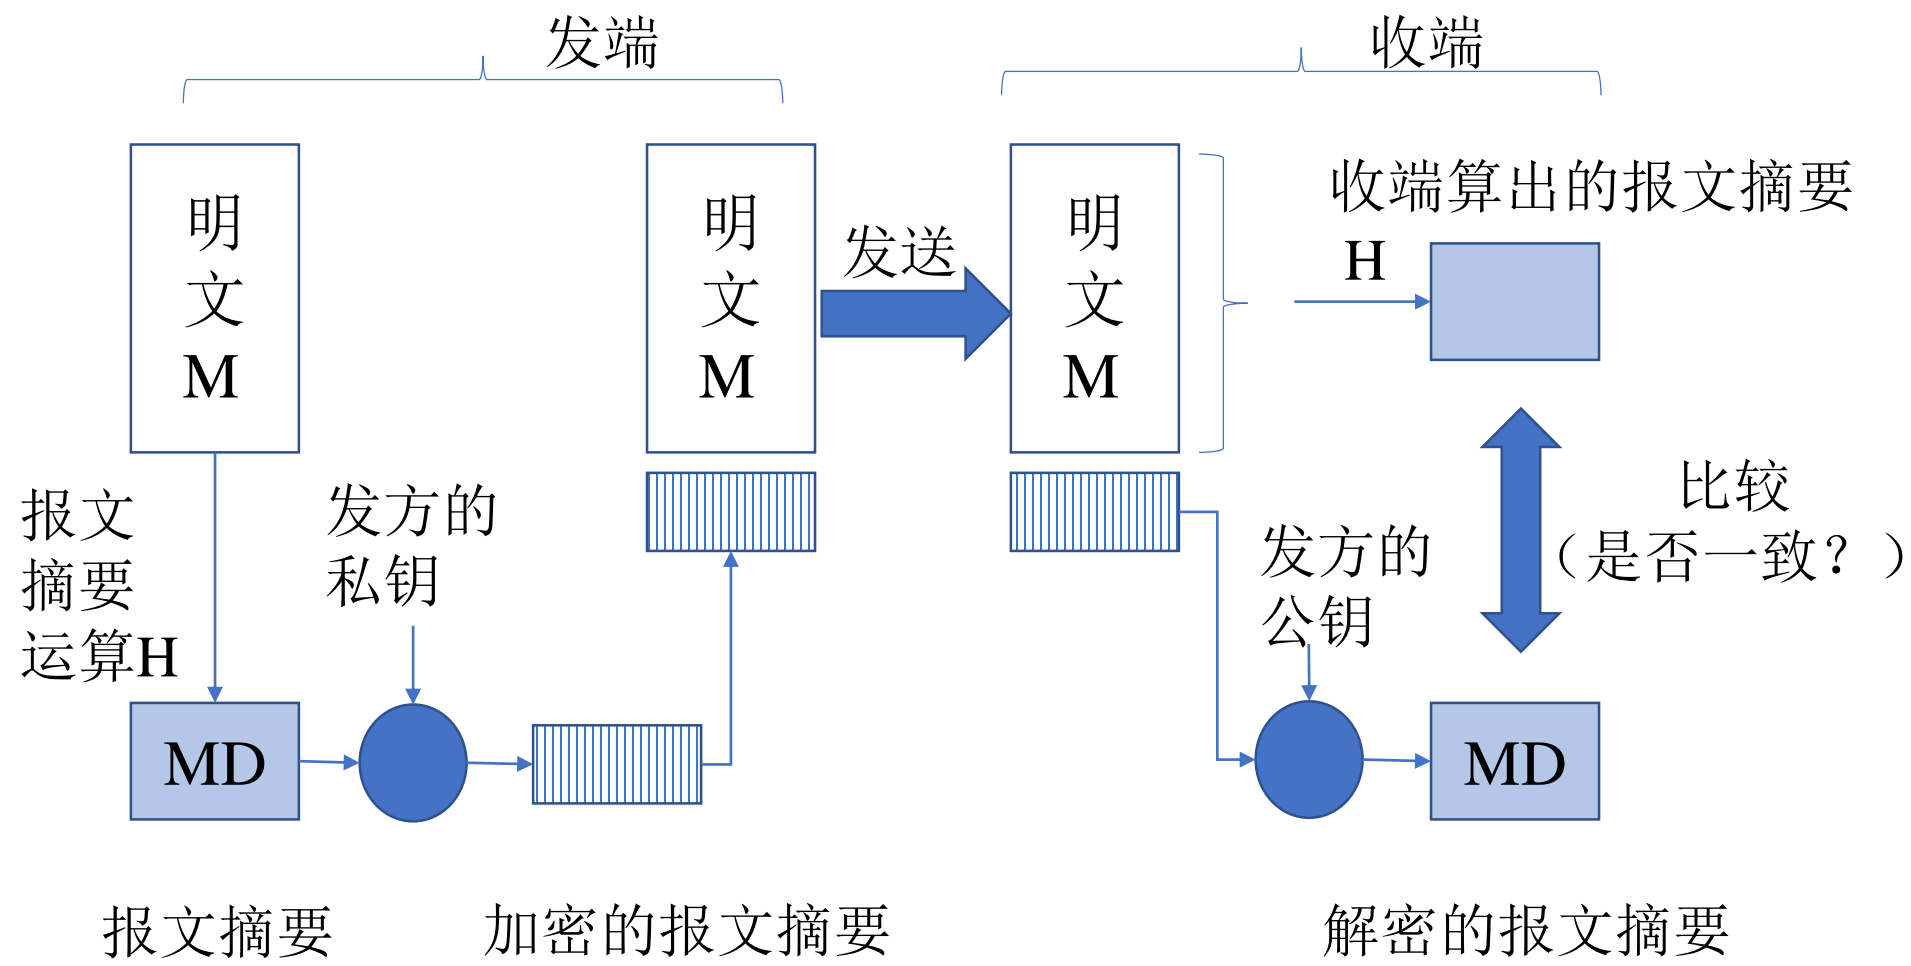 发端
收端
明
文
M
明
文
M
发送
明
文
M
收端算出的报文摘要
H
报文
摘要
运算H
发方的
私钥
发方的
公钥
比较
（是否一致？）
MD
MD
报文摘要
加密的报文摘要
解密的报文摘要